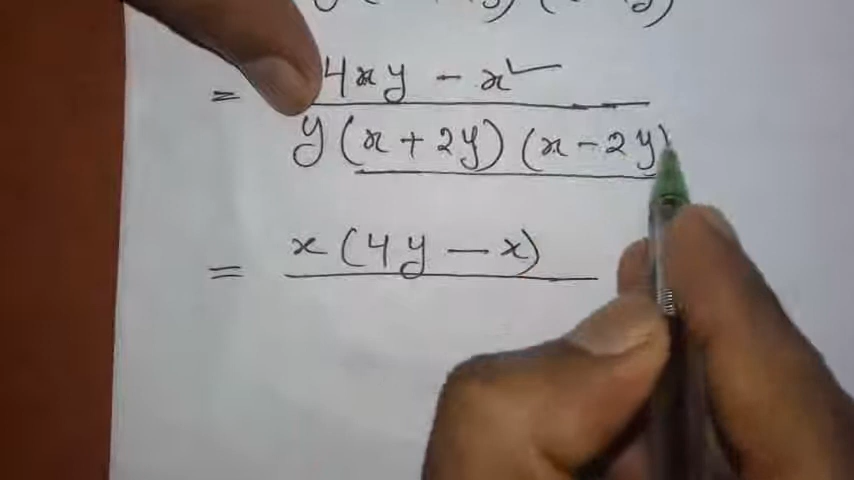 = 4xy - x²
y(x + 2y)(x - 2y)
= x(4y - x)